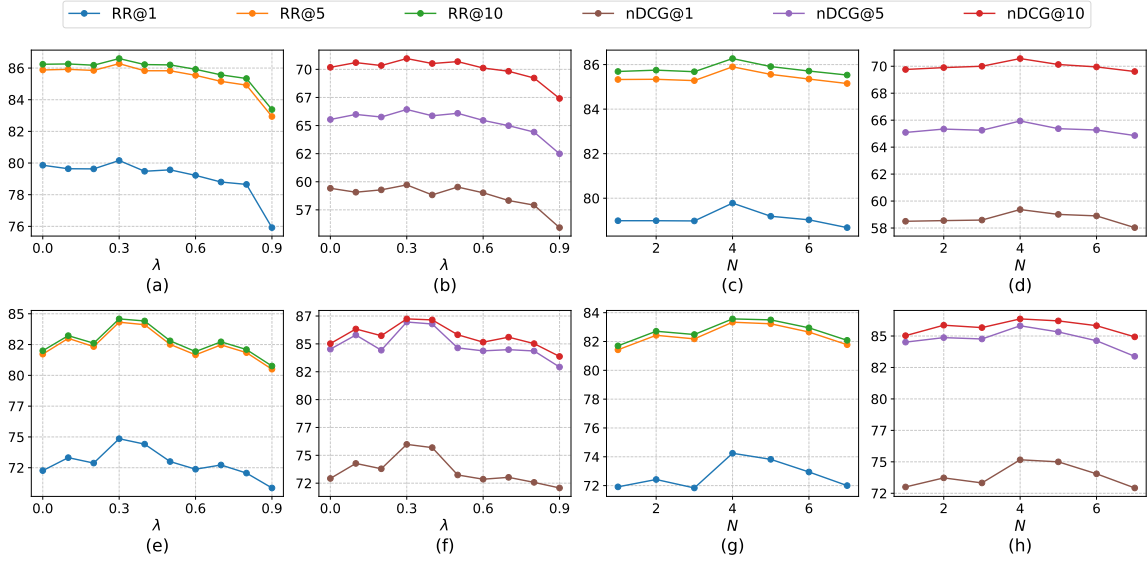 RR@1 RR@5 RR@10 nDCG@1 nDCG@5 nDCG@10
86 84 82 80 78 76
0.0 0.3 0.6 0.9
λ
(a)
70 67 65 62 60 57
0.0 0.3 0.6 0.9
λ
(b)
86 84 82 80
2 4 6
N
(c)
70 68 66 64 62 60 58
2 4 6
N
(d)
85 82 80 77 75 72
0.0 0.3 0.6 0.9
λ
(e)
87 85 82 80 77 75 72
0.0 0.3 0.6 0.9
λ
(f)
84 82 80 78 76 74 72
2 4 6
N
(g)
85 82 80 77 75 72
2 4 6
N
(h)